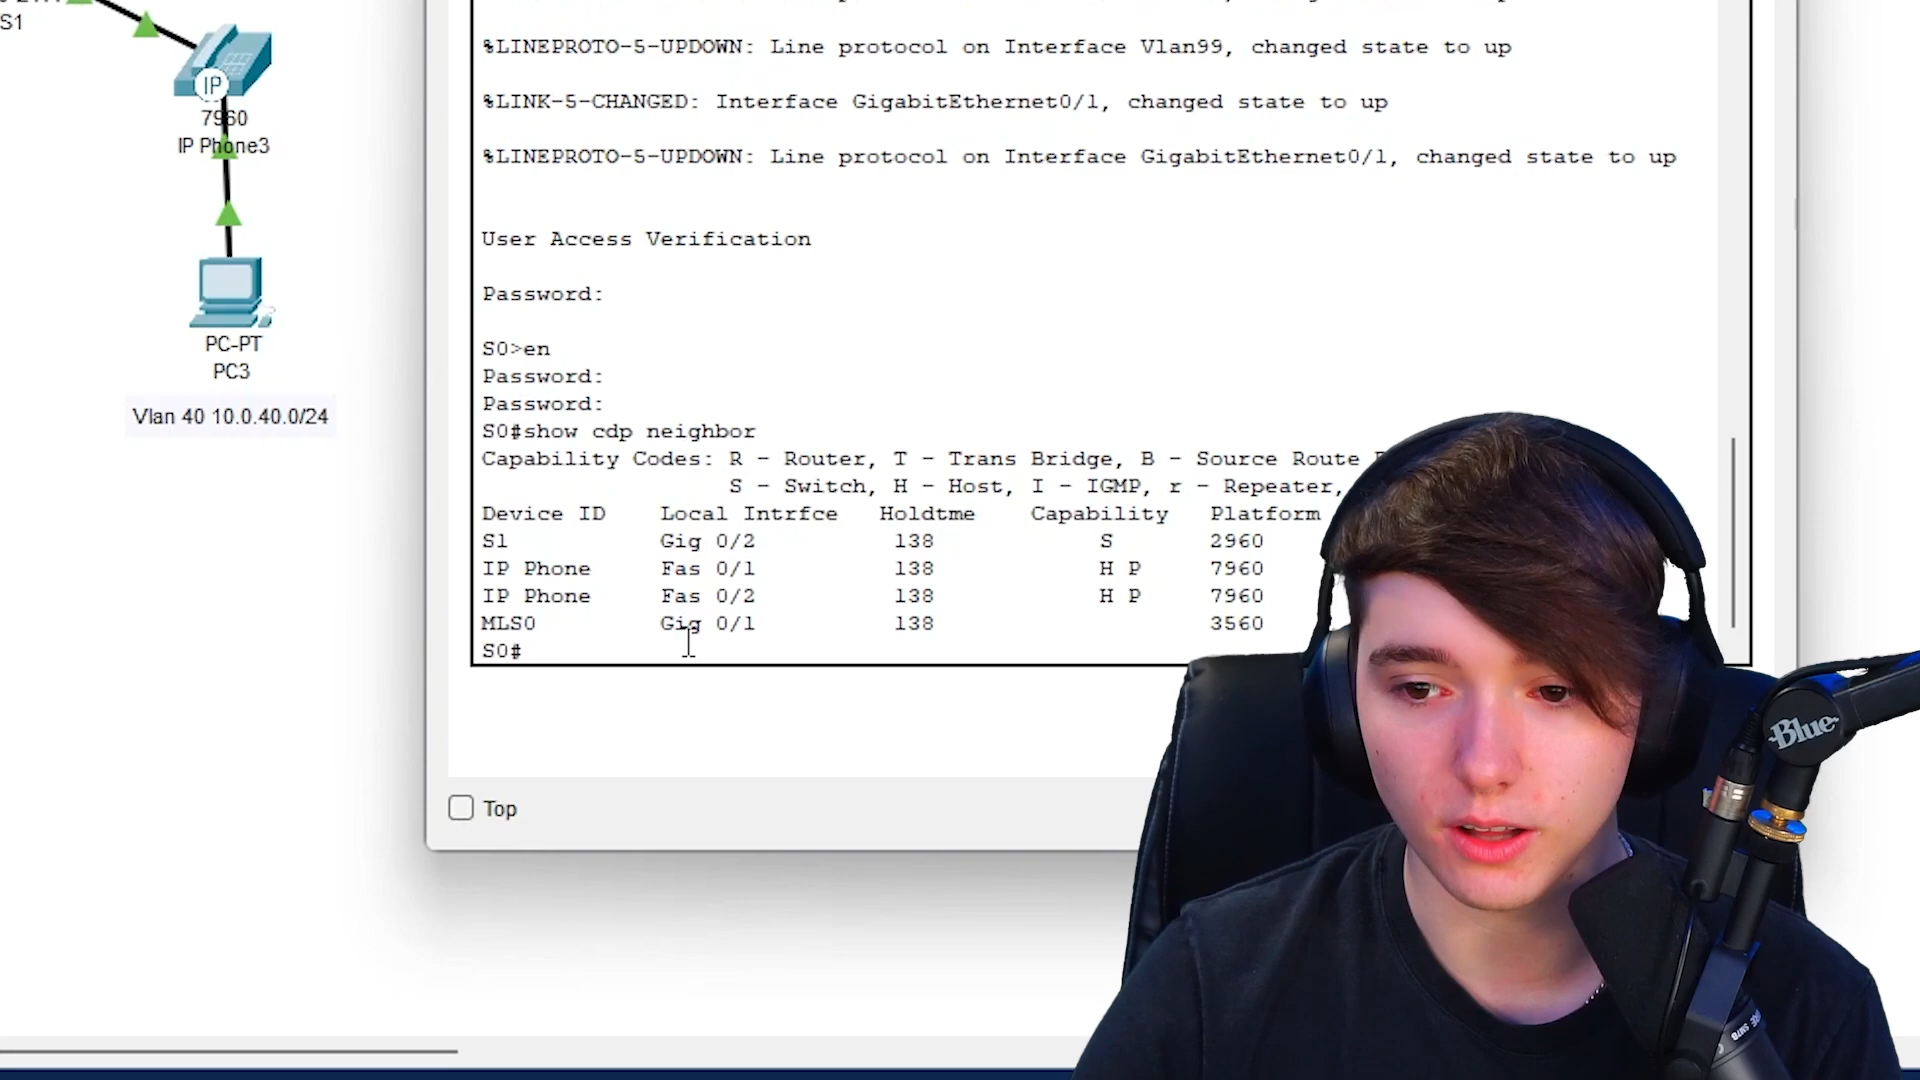 S1
IP
7960
IP Phone3
PC-PT
PC3
Vlan 40 10.0.40.0/24
%LINEPROTO-5-UPDOWN: Line protocol on Interface Vlan99, changed state to up
%LINK-5-CHANGED: Interface GigabitEthernet0/1, changed state to up
%LINEPROTO-5-UPDOWN: Line protocol on Interface GigabitEthernet0/1, changed state to up
User Access Verification
Password:
S0>en
Password:
Password:
S0#show cdp neighbor
Capability Codes: R - Router, T - Trans Bridge, B - Source Route
S - Switch, H - Host, I - IGMP, r - Repeater,
Device ID Local Intrfce Holdtme Capability Platform
S1 Gig 0/2 138 S 2960
IP Phone Fas 0/1 138 H P 7960
IP Phone Fas 0/2 138 H P 7960
MLS0 Gig 0/1 138 3560
S0#
Top
Blue
SM7B